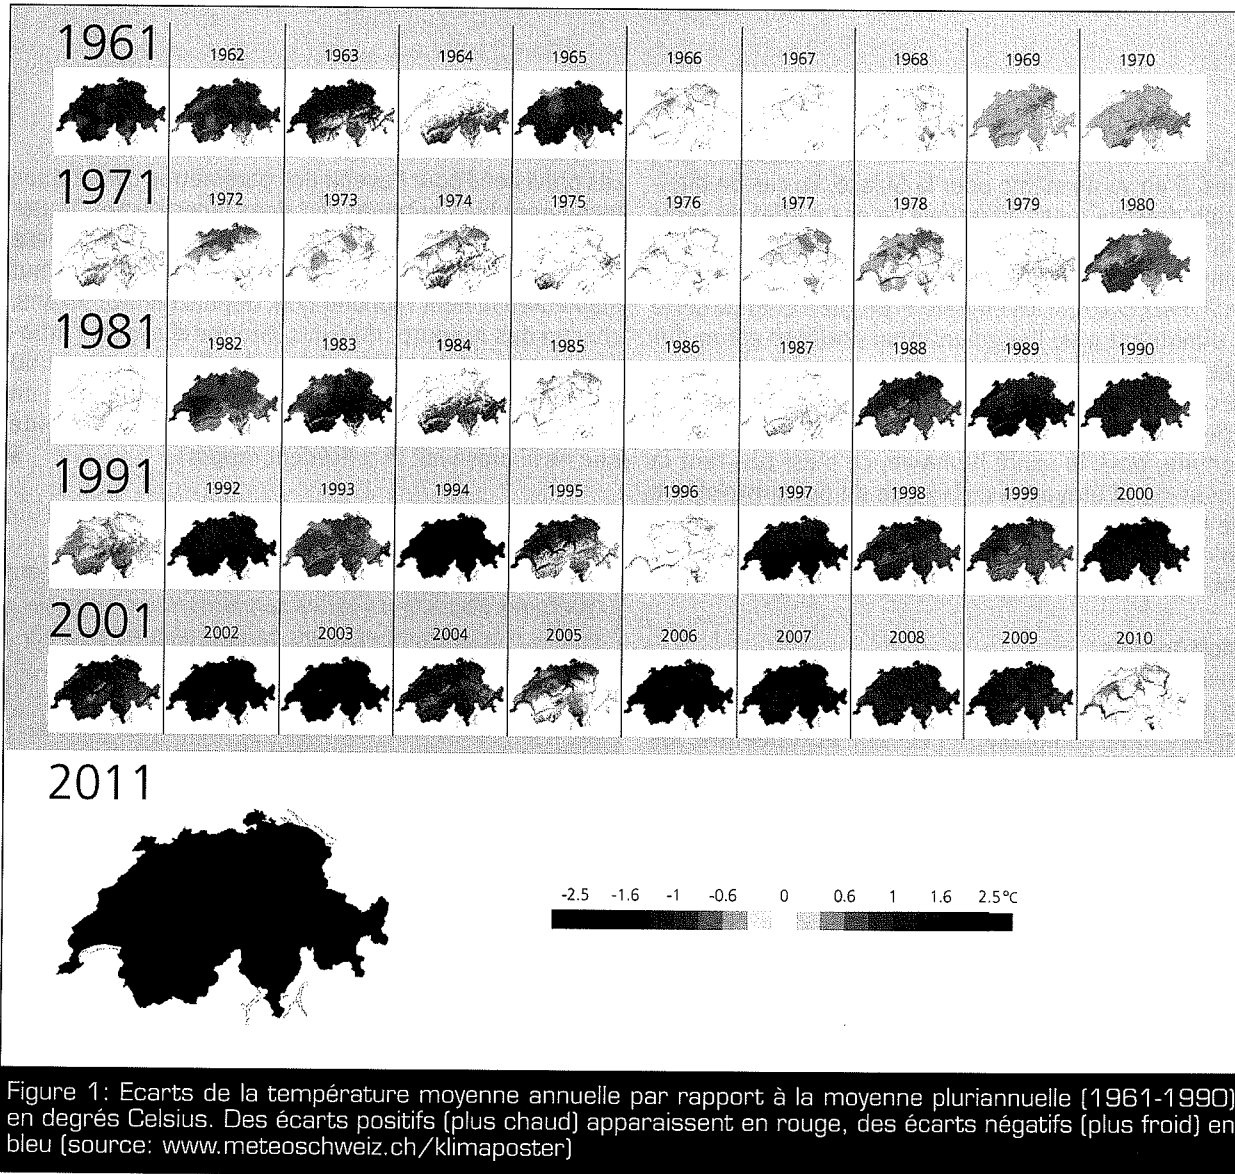 1961 1962 1963 1964 1965 1966 1967 1968 1969 1970
1971 1972 1973 1974 1975 1976 1977 1978 1979 1980
1981 1982 1983 1984 1985 1986 1987 1988 1989 1990
1991 1992 1993 1994 1995 1996 1997 1998 1999 2000
2001 2002 2003 2004 2005 2006 2007 2008 2009 2010
2011
-2.5 -1.6 -1 -0.6 0 0.6 1 1.6 2.5°C
Figure 1: Ecarts de la température moyenne annuelle par rapport à la moyenne pluriannuelle (1961-1990)
en degrés Celsius. Des écarts positifs (plus chaud) apparaissent en rouge, des écarts négatifs (plus froid) en
bleu (source: www.meteoschweiz.ch/klimaposter)